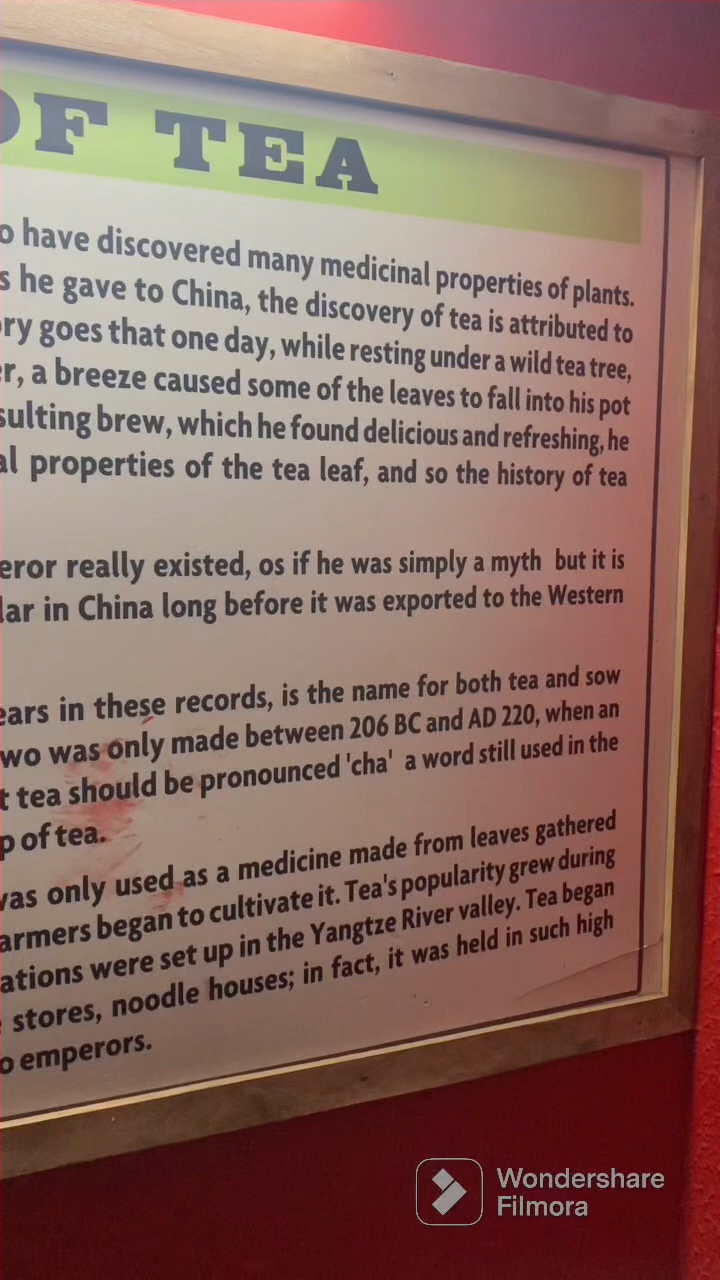 OF TEA
o have discovered many medicinal properties of plants.
s he gave to China, the discovery of tea is attributed to
ry goes that one day, while resting under a wild tea tree,
er, a breeze caused some of the leaves to fall into his pot
sulting brew, which he found delicious and refreshing, he
al properties of the tea leaf, and so the history of tea
eror really existed, os if he was simply a myth but it is
lar in China long before it was exported to the Western
ears in these records, is the name for both tea and sow
wo was only made between 206 BC and AD 220, when an
t tea should be pronounced 'cha' a word still used in the
p of tea.
was only used as a medicine made from leaves gathered
armers began to cultivate it. Tea's popularity grew during
ations were set up in the Yangtze River valley. Tea began
stores, noodle houses; in fact, it was held in such high
o emperors.
Wondershare
Filmora